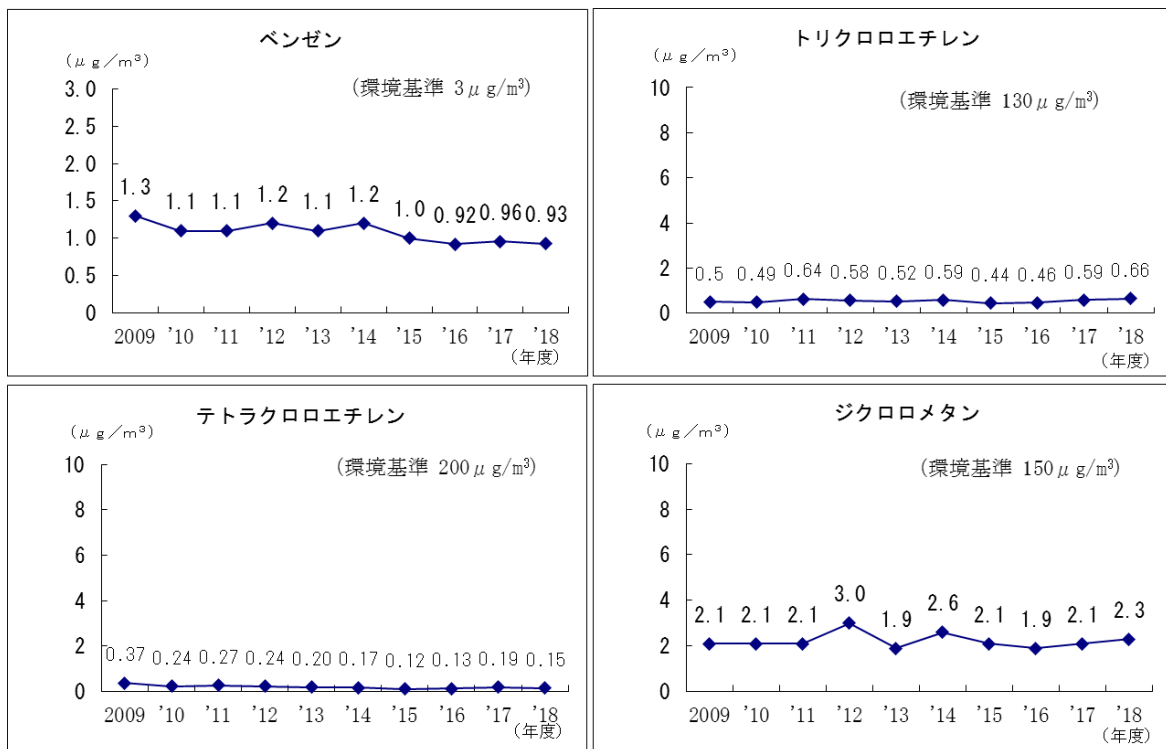 ベンゼン
(μg/m³)
(環境基準 3μg/m³)
3.0
2.5
2.0
1.5
1.0
0.5
0
1.3 1.1 1.1 1.2 1.1 1.2 1.0 0.92 0.96 0.93
2009 '10 '11 '12 '13 '14 '15 '16 '17 '18
(年度)
トリクロロエチレン
(μg/m³)
(環境基準 130μg/m³)
10
8
6
4
2
0
0.5 0.49 0.64 0.58 0.52 0.59 0.44 0.46 0.59 0.66
2009 '10 '11 '12 '13 '14 '15 '16 '17 '18
(年度)
テトラクロロエチレン
(μg/m³)
(環境基準 200μg/m³)
10
8
6
4
2
0
0.37 0.24 0.27 0.24 0.20 0.17 0.12 0.13 0.19 0.15
2009 '10 '11 '12 '13 '14 '15 '16 '17 '18
(年度)
ジクロロメタン
(μg/m³)
(環境基準 150μg/m³)
10
8
6
4
2
0
2.1 2.1 2.1 3.0 1.9 2.6 2.1 1.9 2.1 2.3
2009 '10 '11 '12 '13 '14 '15 '16 '17 '18
(年度)